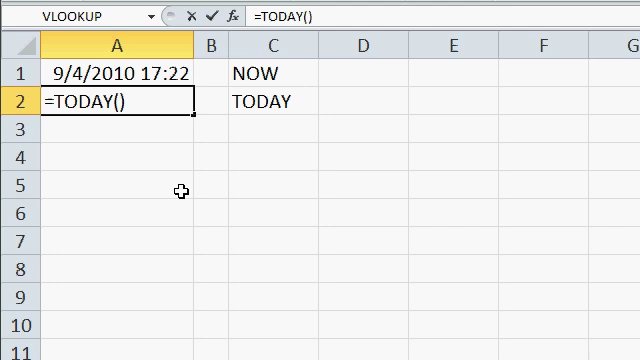 VLOOKUP fx =TODAY()
A B C D E F G
1 9/4/2010 17:22 NOW
2 =TODAY() TODAY
3
4
5
6
7
8
9
10
11